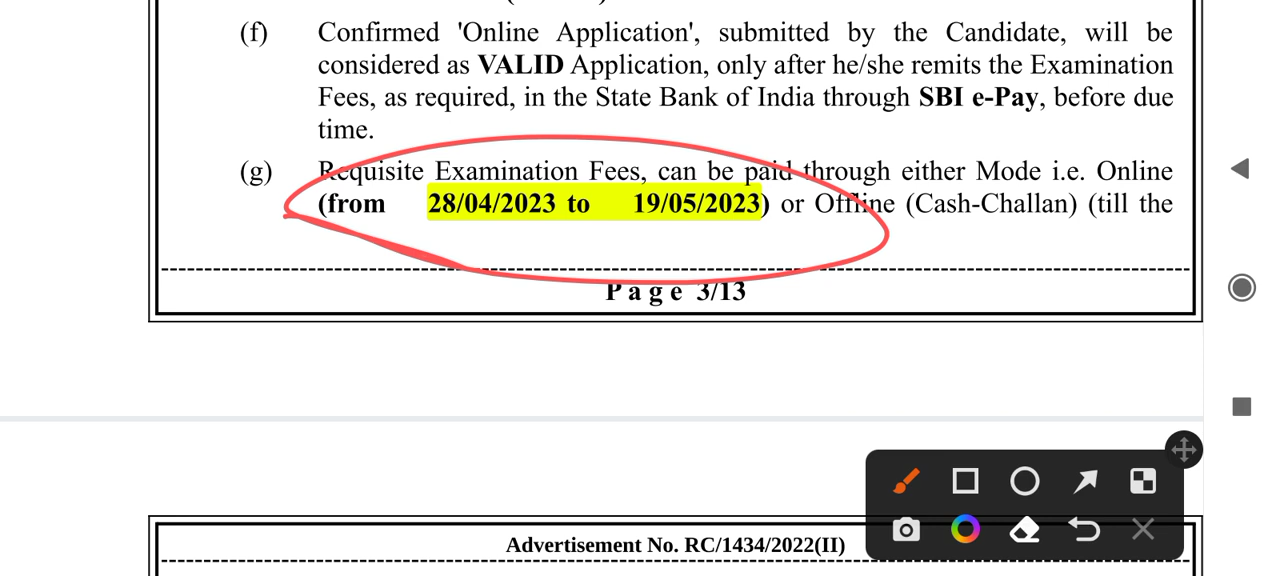 (f) Confirmed 'Online Application', submitted by the Candidate, will be
considered as VALID Application, only after he/she remits the Examination
Fees, as required, in the State Bank of India through SBI e-Pay, before due
time.
(g) Requisite Examination Fees, can be paid through either Mode i.e. Online
(from 28/04/2023 to 19/05/2023) or Offline (Cash-Challan) (till the
Page 3/13
Advertisement No. RC/1434/2022(II)